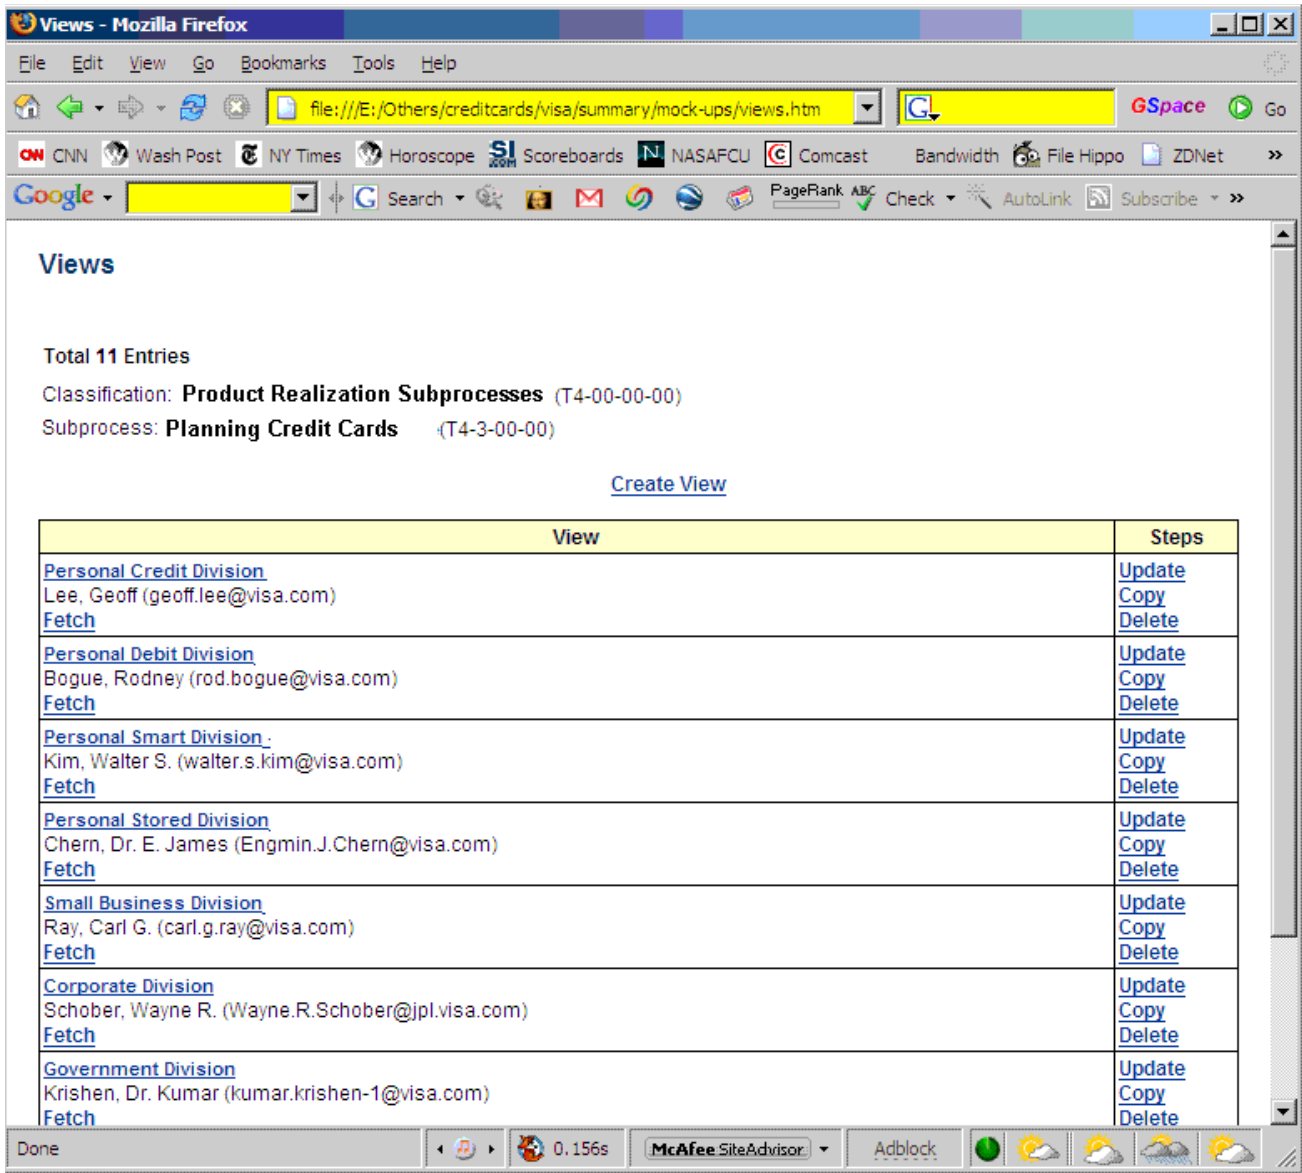 Views - Mozilla Firefox
File Edit View Go Bookmarks Tools Help
file:///E:/Others/creditcards/visa/summary/mock-ups/views.htm G GSpace Go
CNN CNN Wash Post NY Times Horoscope SI.COM Scoreboards N NASAFCU C Comcast Bandwidth File Hippo ZDNet »
Google G Search PageRank ABC Check AutoLink Subscribe »
Views
Total 11 Entries
Classification: Product Realization Subprocesses (T4-00-00-00)
Subprocess: Planning Credit Cards (T4-3-00-00)
Create View
View Steps
Personal Credit Division Update
Lee, Geoff (geoff.lee@visa.com) Copy
Fetch Delete
Personal Debit Division Update
Bogue, Rodney (rod.bogue@visa.com) Copy
Fetch Delete
Personal Smart Division Update
Kim, Walter S. (walter.s.kim@visa.com) Copy
Fetch Delete
Personal Stored Division Update
Chern, Dr. E. James (Engmin.J.Chern@visa.com) Copy
Fetch Delete
Small Business Division Update
Ray, Carl G. (carl.g.ray@visa.com) Copy
Fetch Delete
Corporate Division Update
Schober, Wayne R. (Wayne.R.Schober@jpl.visa.com) Copy
Fetch Delete
Government Division Update
Krishen, Dr. Kumar (kumar.krishen-1@visa.com) Copy
Fetch Delete
Done 0.156s McAfee SiteAdvisor Adblock